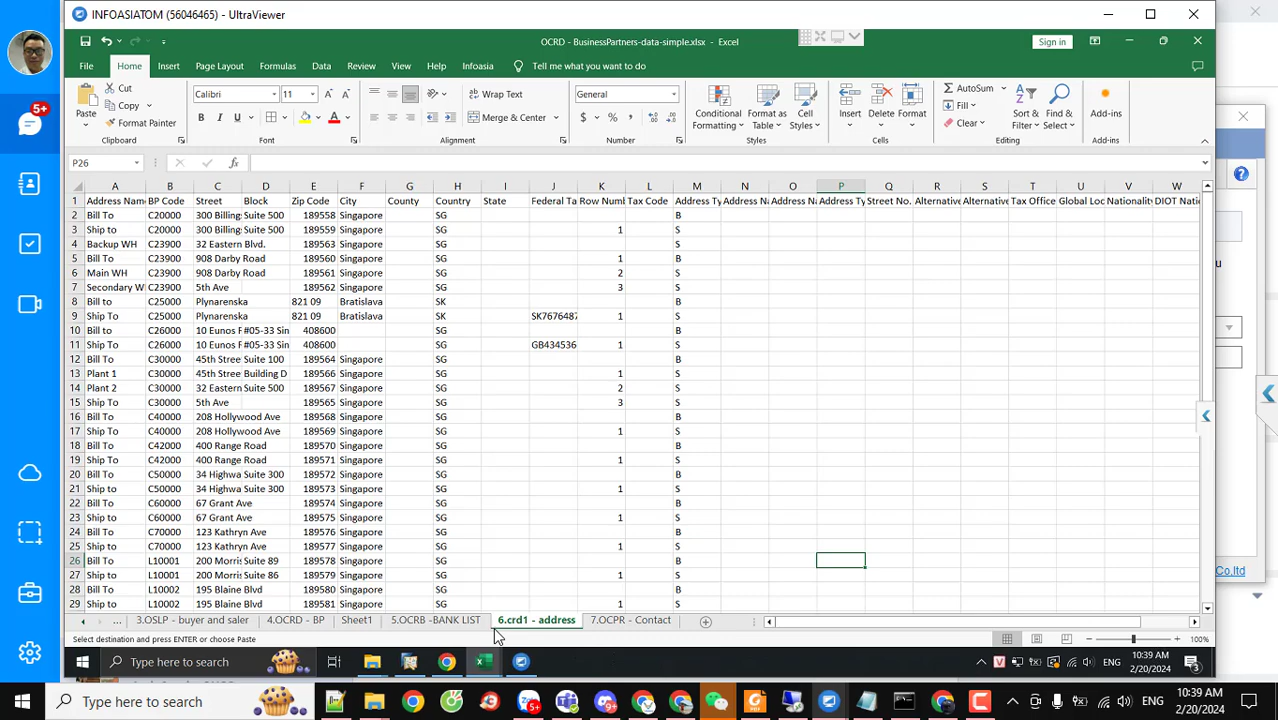 INFOASIATOM (56046465) - UltraViewer
OCRD - BusinessPartners-data-simple.xlsx - Excel
Sign in
File Home Insert Page Layout Formulas Data Review View Help Infoasia Tell me what you want to do
5+
Paste
Cut
Copy
Format Painter
Calibri 11
B I U
Wrap Text
Merge & Center
General
$ % ,
Conditional Formatting
Format as Table
Cell Styles
Insert Delete Format
AutoSum
Fill
Clear
Sort & Filter
Find & Select
Add-ins
Clipboard Font Alignment Number Styles Cells Editing Add-ins
P26 fx
A B C D E F G H I J K L M N O P Q R S T U V W
1 Address Name BP Code Street Block Zip Code City County Country State Federal Ta Row Numb Tax Code Address Ty Address Na Address Na Address Ty Street No. Alternative Alternative Tax Office Global Loc Nationality DIOT Nati
2 Bill To C20000 300 Billing Suite 500 189558 Singapore SG B
3 Ship to C20000 300 Billing Suite 500 189559 Singapore SG 1 S
4 Backup WH C23900 32 Eastern Blvd. 189563 Singapore SG S
5 Bill To C23900 908 Darby Road 189560 Singapore SG 1 B
6 Main WH C23900 908 Darby Road 189561 Singapore SG 2 S
7 Secondary W C23900 5th Ave 189562 Singapore SG 3 S
8 Bill to C25000 Plynarenska 821 09 Bratislava SK B
9 Ship To C25000 Plynarenska 821 09 Bratislava SK SK7676487 1 S
10 Bill to C26000 10 Eunos R #05-33 Sin 408600 SG B
11 Ship To C26000 10 Eunos R #05-33 Sin 408600 SG GB434536 1 S
12 Bill To C30000 45th Stree Suite 100 189564 Singapore SG B
13 Plant 1 C30000 45th Stree Building D 189566 Singapore SG 1 S
14 Plant 2 C30000 32 Eastern Suite 500 189567 Singapore SG 2 S
15 Ship To C30000 5th Ave 189565 Singapore SG 3 S
16 Bill To C40000 208 Hollywood Ave 189568 Singapore SG B
17 Ship To C40000 208 Hollywood Ave 189569 Singapore SG 1 S
18 Bill To C42000 400 Range Road 189570 Singapore SG B
19 Ship To C42000 400 Range Road 189571 Singapore SG 1 S
20 Bill To C50000 34 Highwa Suite 300 189572 Singapore SG B
21 Ship to C50000 34 Highwa Suite 300 189573 Singapore SG 1 S
22 Bill To C60000 67 Grant Ave 189574 Singapore SG B
23 Ship to C60000 67 Grant Ave 189575 Singapore SG 1 S
24 Bill To C70000 123 Kathryn Ave 189576 Singapore SG B
25 Ship to C70000 123 Kathryn Ave 189577 Singapore SG 1 S
26 Bill To L10001 200 Morris Suite 89 189578 Singapore SG B
27 Ship to L10001 200 Morris Suite 86 189579 Singapore SG 1 S
28 Bill To L10002 195 Blaine Blvd 189580 Singapore SG B
29 Ship to L10002 195 Blaine Blvd 189581 Singapore SG 1 S
u
Co.ltd
... 3.OSLP - buyer and saler 4.OCRD - BP Sheet1 5.OCRB -BANK LIST 6.crd1 - address 7.OCPR - Contact
Select destination and press ENTER or choose Paste
100%
Type here to search
ENG
10:39 AM
2/20/2024
3
Type here to search
5+
ENG
10:39 AM
2/20/2024